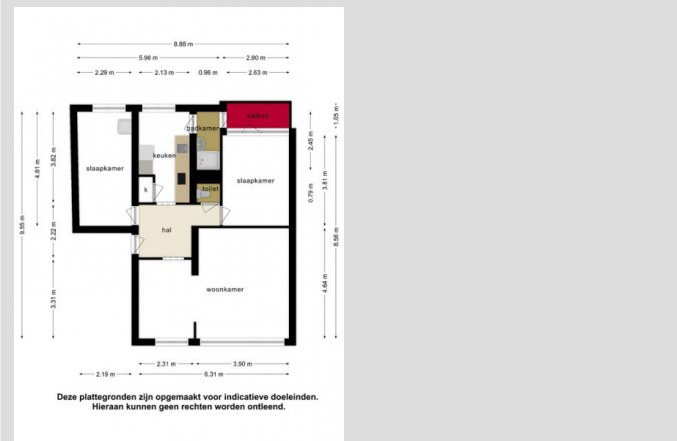 8.88 m
5.98 m
2.80 m
2.29 m
2.13 m
0.96 m
2.63 m
balkon
badkamer
keuken
slaapkamer
slaapkamer
k
toilet
hal
woonkamer
9.55 m
4.81 m
3.62 m
2.22 m
3.31 m
1.05 m
2.45 m
3.81 m
0.79 m
8.58 m
4.64 m
2.31 m
3.90 m
2.19 m
6.31 m
Deze plattegronden zijn opgemaakt voor indicatieve doeleinden.
Hieraan kunnen geen rechten worden ontleend.